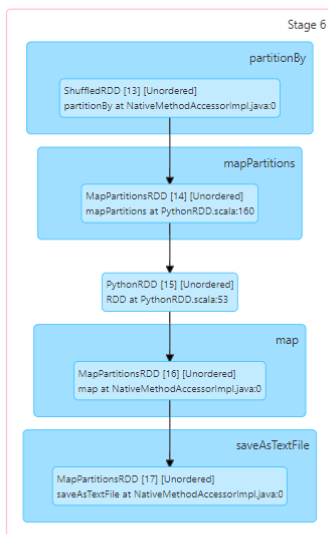 Stage 6
partitionBy
ShuffledRDD [13] [Unordered]
partitionBy at NativeMethodAccessorImpl.java:0
mapPartitions
MapPartitionsRDD [14] [Unordered]
mapPartitions at PythonRDD.scala:160
PythonRDD [15] [Unordered]
RDD at PythonRDD.scala:53
map
MapPartitionsRDD [16] [Unordered]
map at NativeMethodAccessorImpl.java:0
saveAsTextFile
MapPartitionsRDD [17] [Unordered]
saveAsTextFile at NativeMethodAccessorImpl.java:0